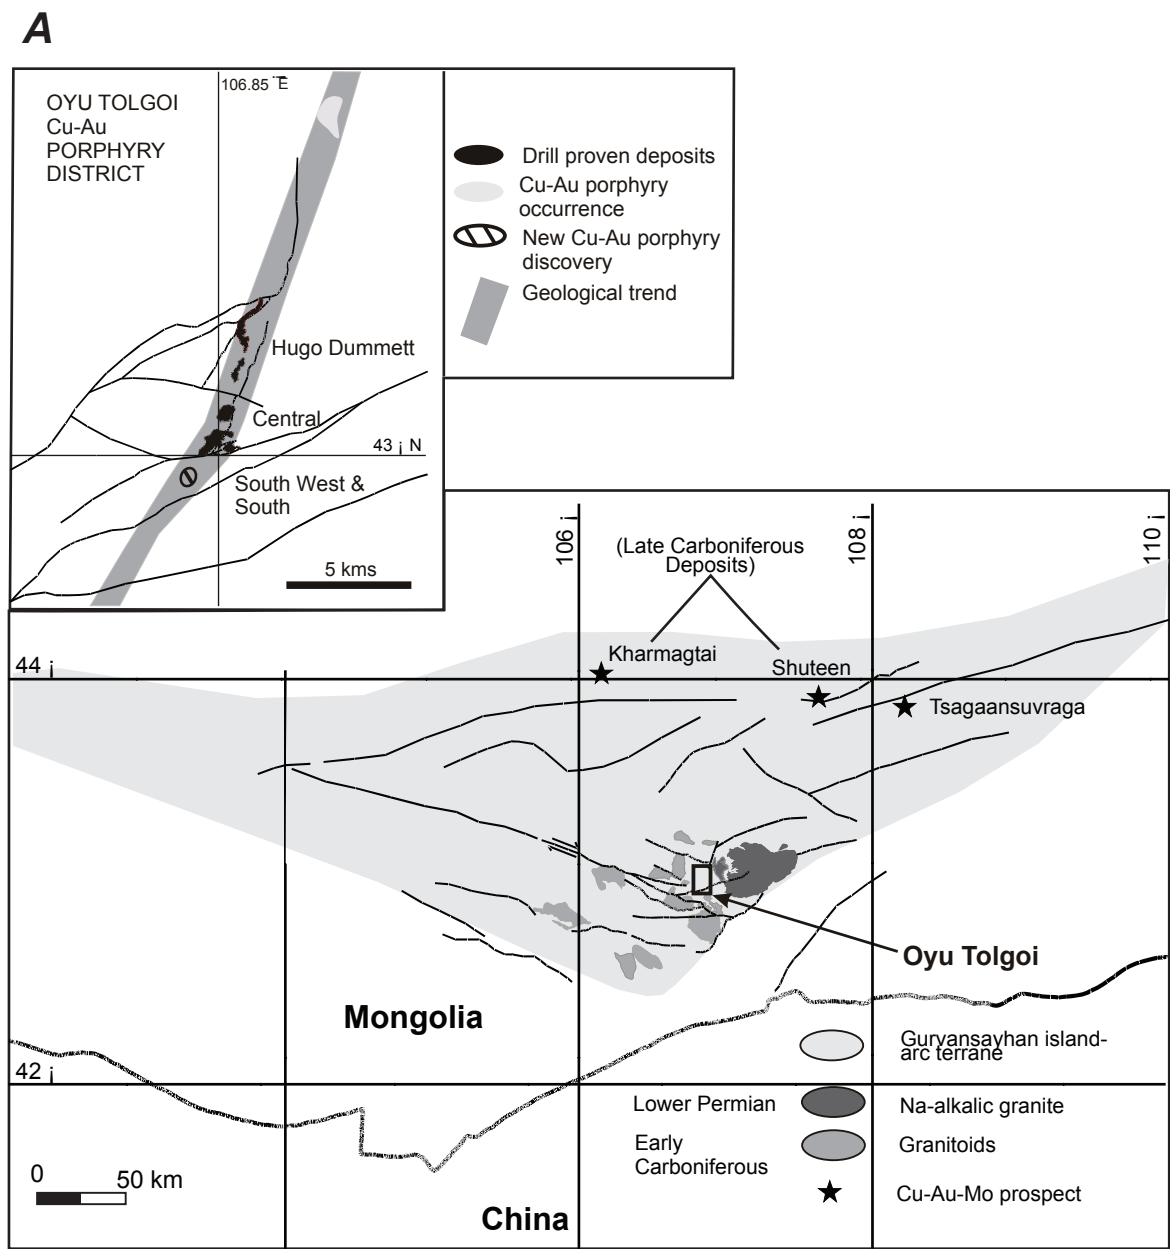 A
106.85 ¨E
OYU TOLGOI
Cu-Au
PORPHYRY
DISTRICT
Drill proven deposits
Cu-Au porphyry
occurrence
New Cu-Au porphyry
discovery
Geological trend
Hugo Dummett
Central
43 ¡ N
South West &
South
5 kms
106 ¡
(Late Carboniferous
Deposits)
108 ¡
110 ¡
44 ¡
Kharmagtai
Shuteen
Tsagaansuvraga
Oyu Tolgoi
Mongolia
Guryansayhan island-
arc terrane
42 ¡
Lower Permian
Na-alkalic granite
Early
Carboniferous
Granitoids
0
50 km
Cu-Au-Mo prospect
China